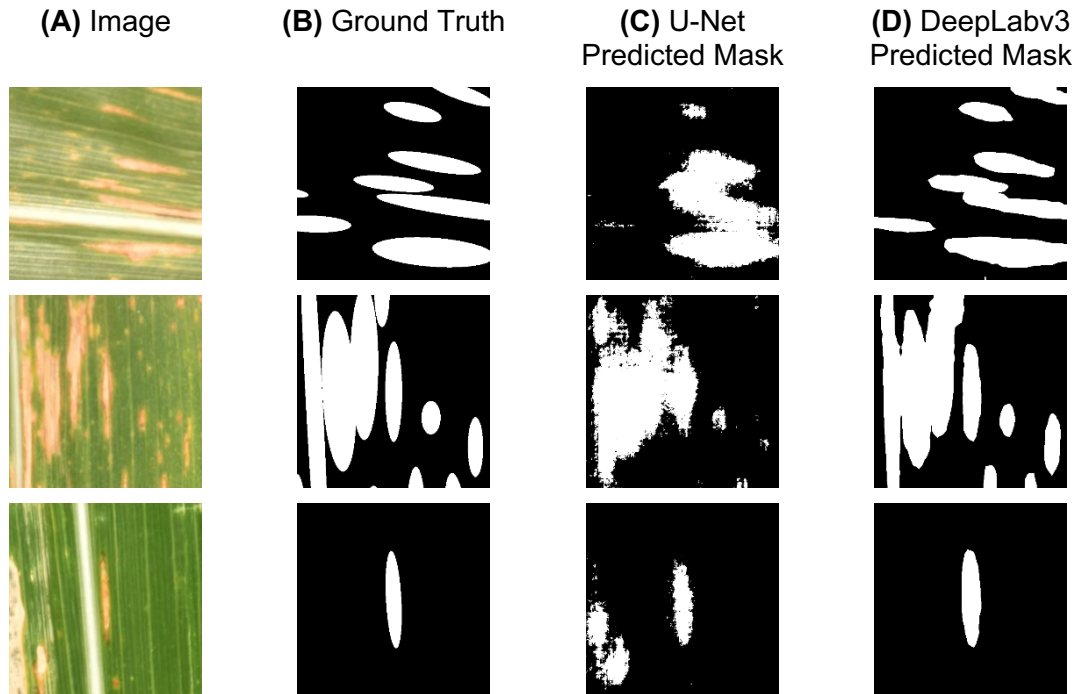 (A) Image
(B) Ground Truth
(C) U-Net
Predicted Mask
(D) DeepLabv3
Predicted Mask